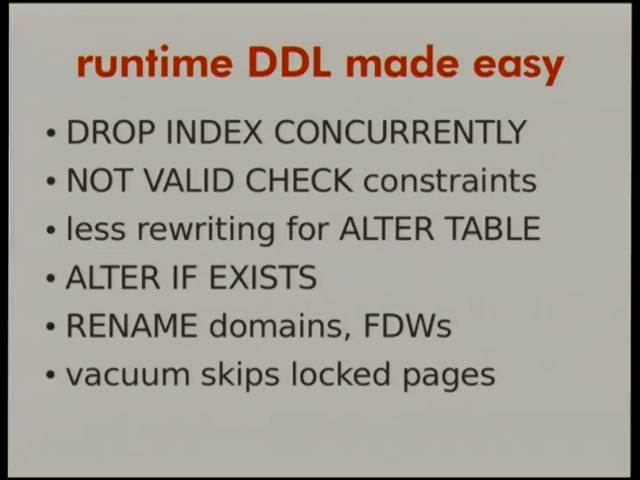 runtime DDL made easy
• DROP INDEX CONCURRENTLY
• NOT VALID CHECK constraints
• less rewriting for ALTER TABLE
• ALTER IF EXISTS
• RENAME domains, FDWs
• vacuum skips locked pages